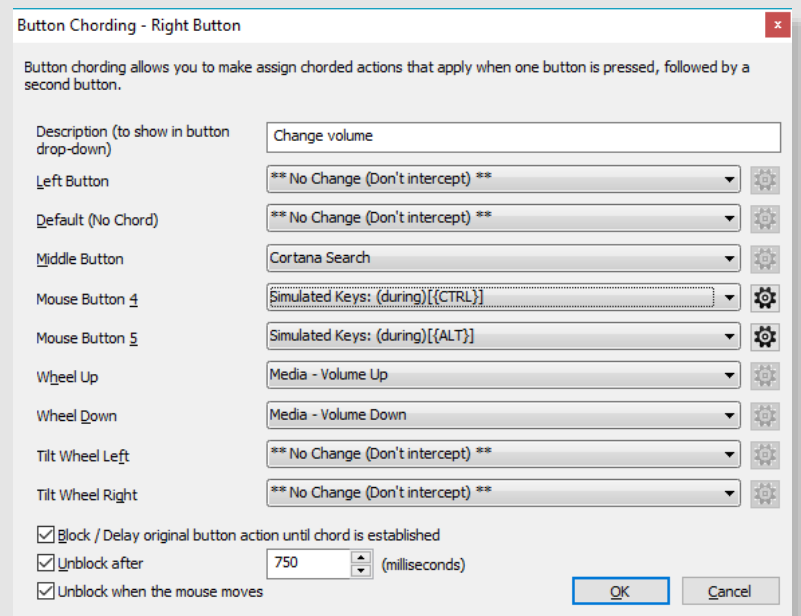 Button Chording - Right Button
x
Button chording allows you to make assign chorded actions that apply when one button is pressed, followed by a
second button.
Description (to show in button
drop-down)
Change volume
Left Button
** No Change (Don't intercept) **
Default (No Chord)
** No Change (Don't intercept) **
Middle Button
Cortana Search
Mouse Button 4
Simulated Keys: (during)[{CTRL}]
Mouse Button 5
Simulated Keys: (during)[{ALT}]
Wheel Up
Media - Volume Up
Wheel Down
Media - Volume Down
Tilt Wheel Left
** No Change (Don't intercept) **
Tilt Wheel Right
** No Change (Don't intercept) **
Block / Delay original button action until chord is established
Unblock after
750
(milliseconds)
Unblock when the mouse moves
OK
Cancel